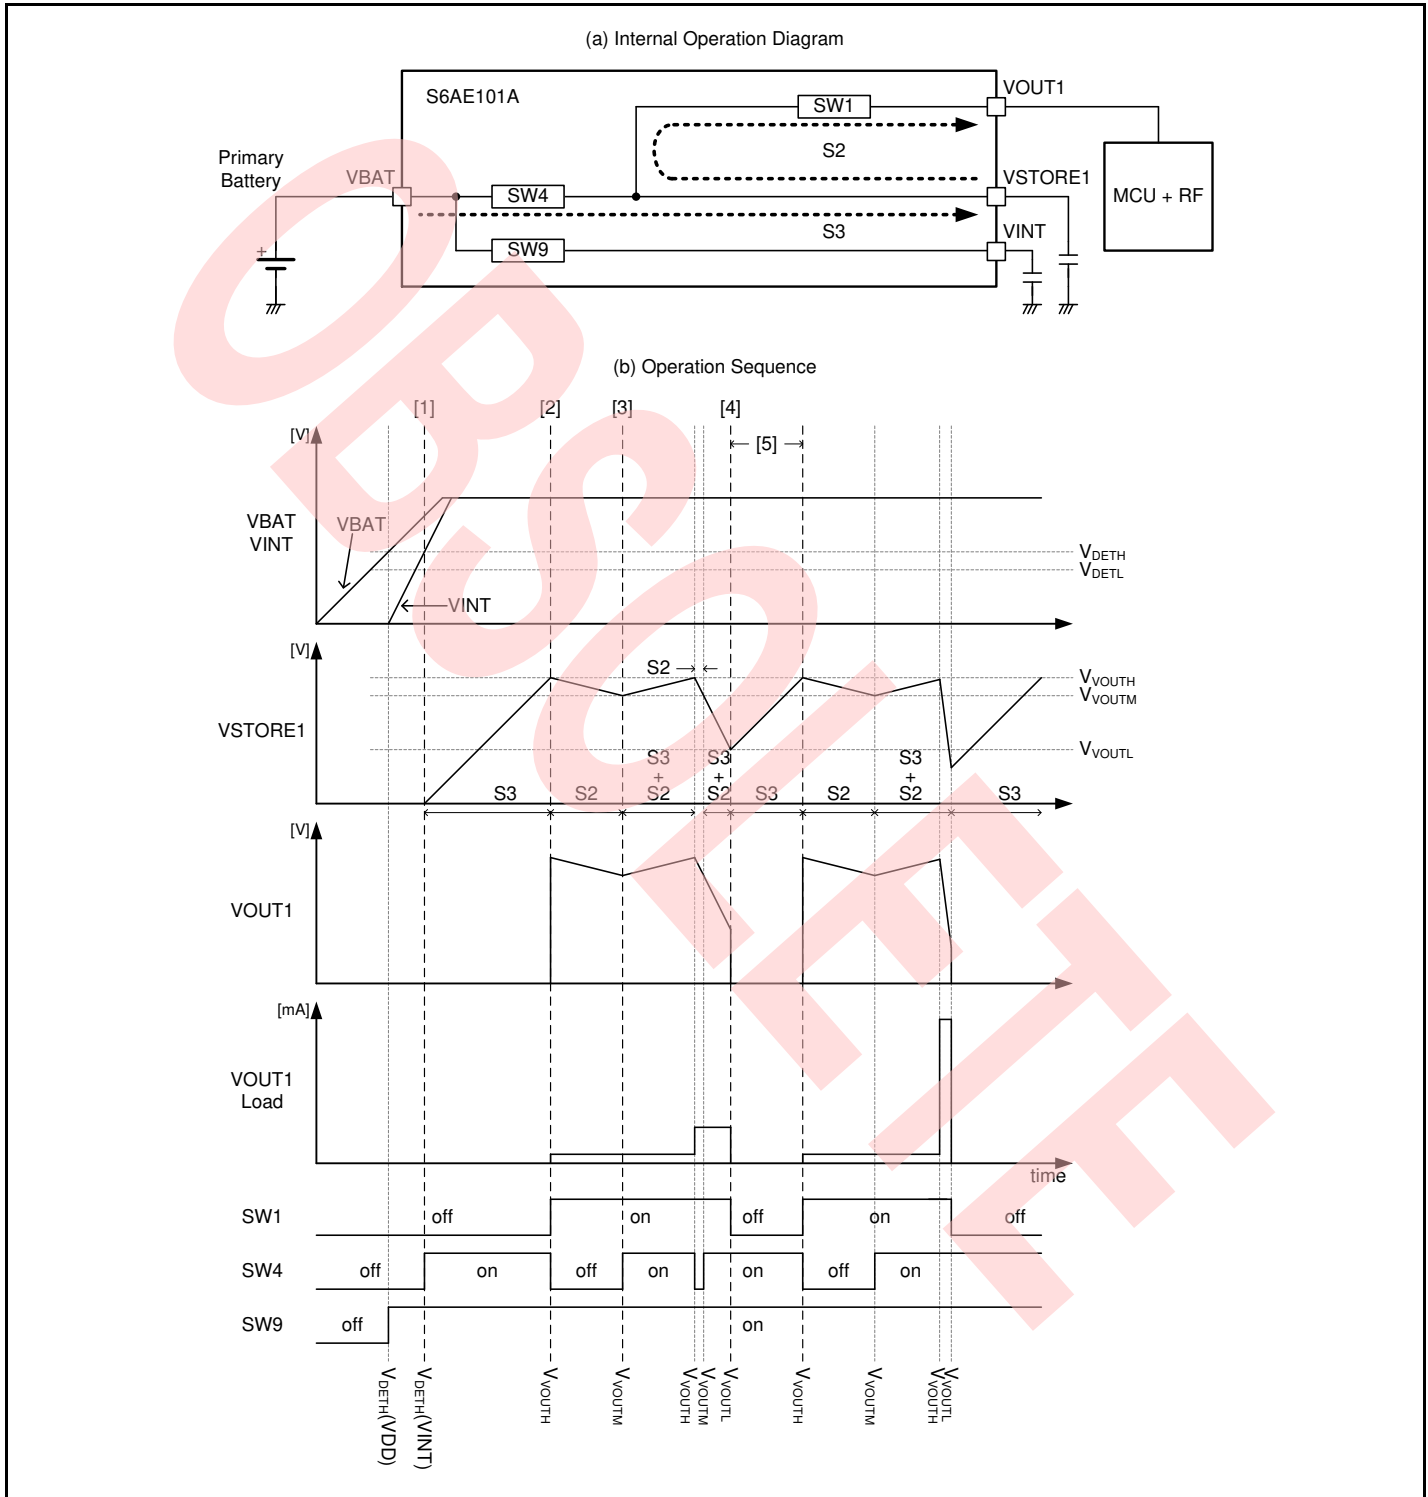 (a) Internal Operation Diagram
S6AE101A
VOUT1
SW1
S2
Primary
Battery
VBAT
SW4
VSTORE1
MCU + RF
S3
VINT
SW9
+
(b) Operation Sequence
[1] [2] [3] [4]
[5]
[V]
VBAT
VINT
VBAT
VINT
VDETH
VDETL
[V]
VSTORE1
S2
VVOUTH
VVOUTM
VVOUTL
S3 S2 S3 + S2 S3 + S2 S3 S2 S3 + S2 S3
[V]
VOUT1
[mA]
VOUT1
Load
time
SW1 off on off on off
SW4 off on off on on off on
SW9 off on
VDETH(VDD)
VDETH(VINT)
VVOUTH
VVOUTM
VVOUTH
VVOUTM
VVOUTL
VVOUTH
VVOUTM
VVOUTH
VVOUTL
OBSOLETE